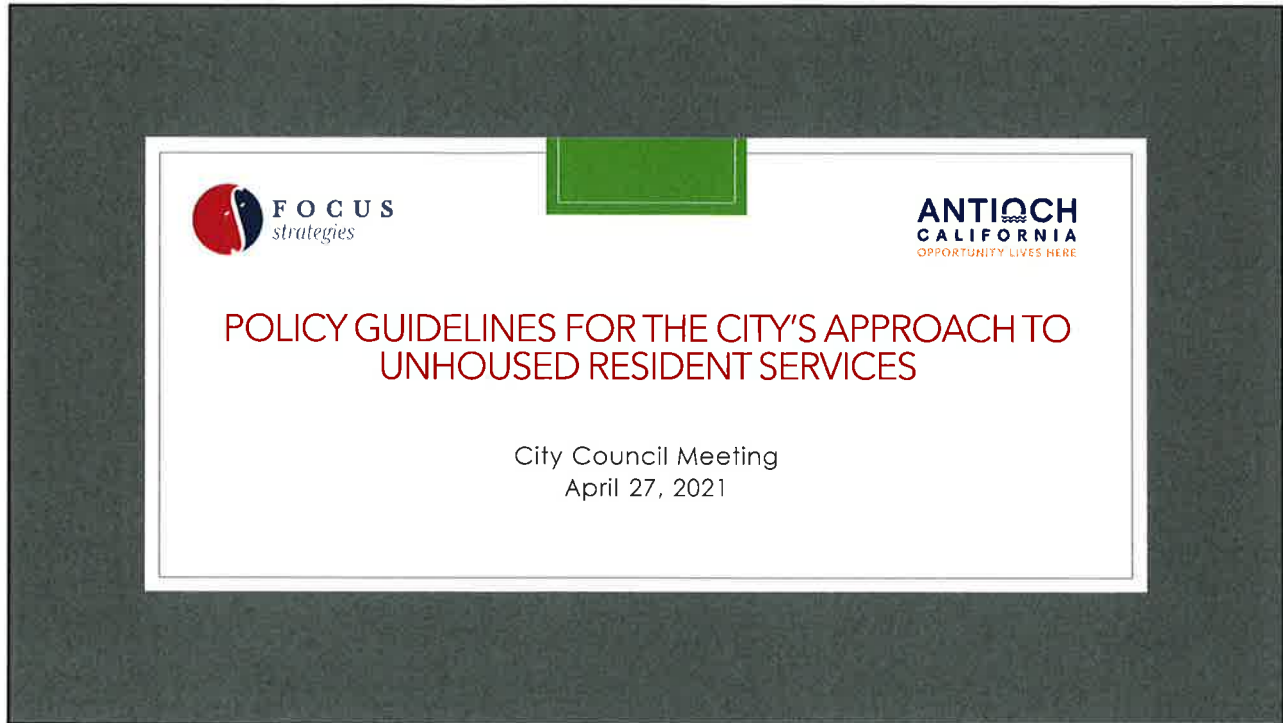 FOCUS
strategies
ANTIOCH
CALIFORNIA
OPPORTUNITY LIVES HERE
POLICY GUIDELINES FOR THE CITY'S APPROACH TO
UNHOUSED RESIDENT SERVICES
City Council Meeting
April 27, 2021